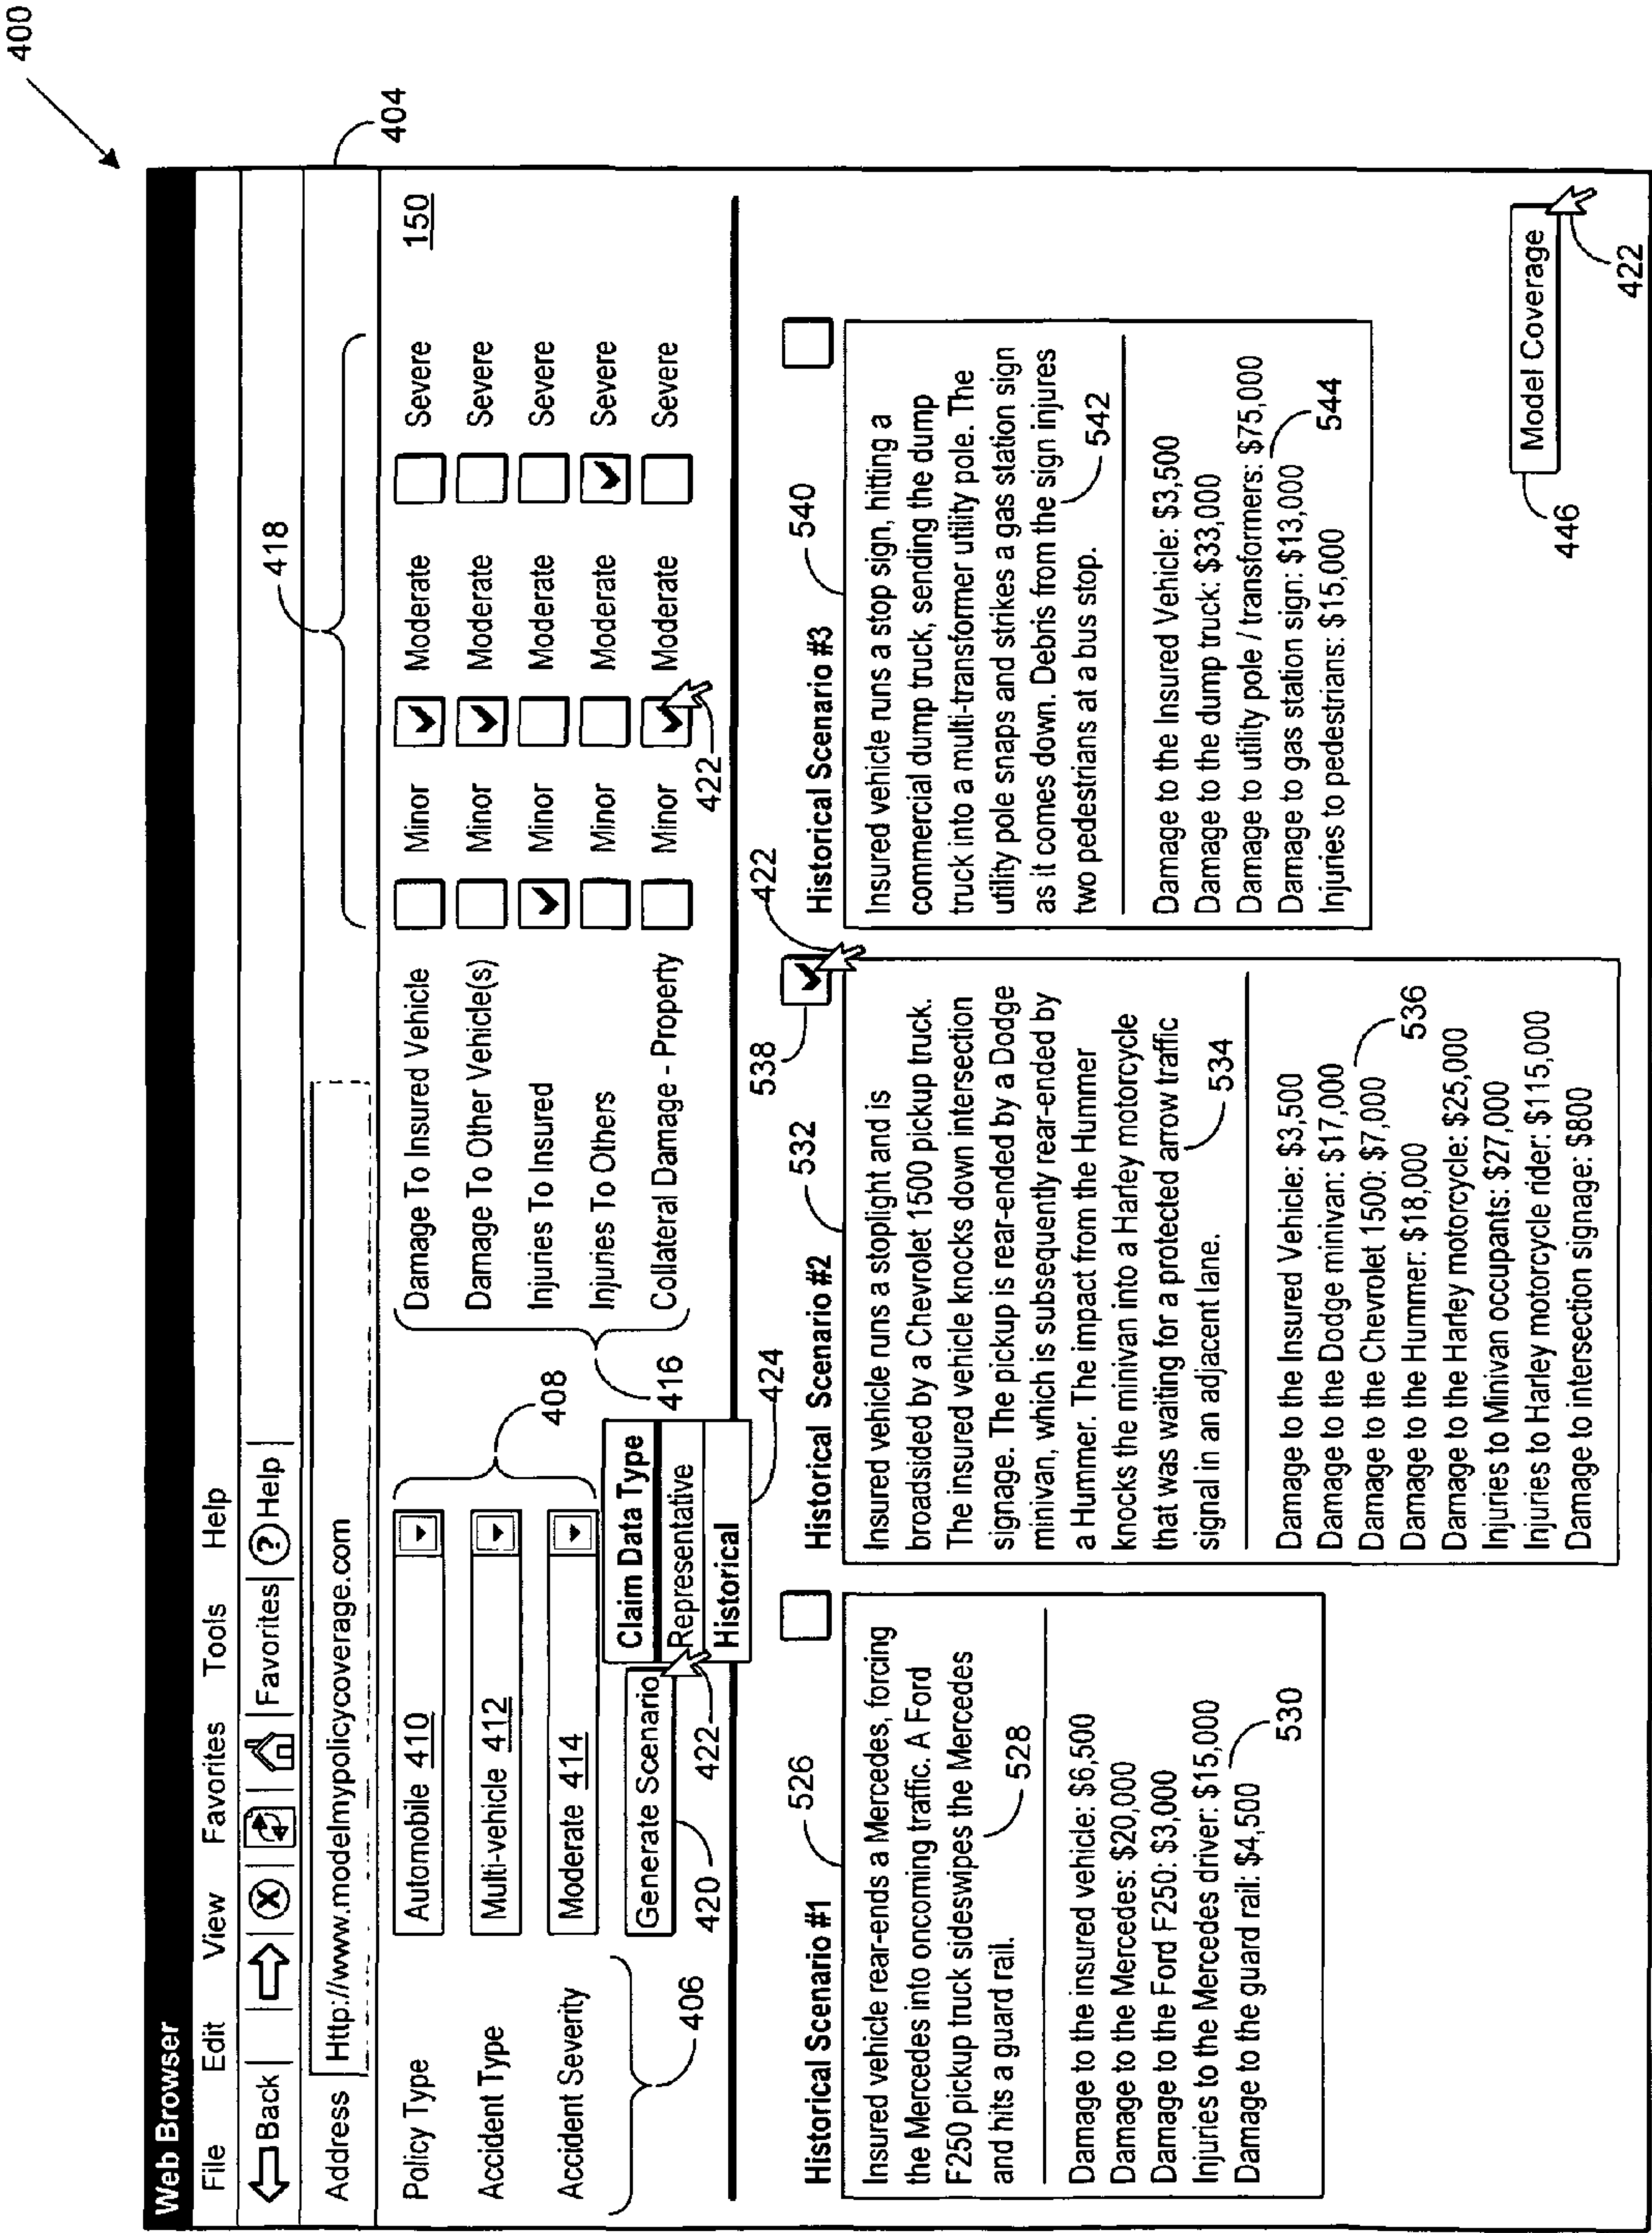 400
Web Browser
File Edit View Favorites Tools Help
Back Favorites ? Help
Address Http://www.modelmypolicycoverage.com
404
418
150
Policy Type Automobile 410
Accident Type Multi-vehicle 412
Accident Severity Moderate 414
408
406
Generate Scenario
420
422
Claim Data Type
Representative
Historical
424
416
Damage To Insured Vehicle Minor Moderate Severe
Damage To Other Vehicle(s) Minor Moderate Severe
Injuries To Insured Minor Moderate Severe
Injuries To Others Minor Moderate Severe
Collateral Damage - Property Minor Moderate Severe
422
Historical Scenario #1
526
Insured vehicle rear-ends a Mercedes, forcing
the Mercedes into oncoming traffic. A Ford
F250 pickup truck sideswipes the Mercedes
and hits a guard rail.
528
Damage to the insured vehicle: $6,500
Damage to the Mercedes: $20,000
Damage to the Ford F250: $3,000
Injuries to the Mercedes driver: $15,000
Damage to the guard rail: $4,500
530
Historical Scenario #2
532
538
422
Insured vehicle runs a stoplight and is
broadsided by a Chevrolet 1500 pickup truck.
The insured vehicle knocks down intersection
signage. The pickup is rear-ended by a Dodge
minivan, which is subsequently rear-ended by
a Hummer. The impact from the Hummer
knocks the minivan into a Harley motorcycle
that was waiting for a protected arrow traffic
signal in an adjacent lane.
534
Damage to the Insured Vehicle: $3,500
Damage to the Dodge minivan: $17,000
Damage to the Chevrolet 1500: $7,000
Damage to the Hummer: $18,000
Damage to the Harley motorcycle: $25,000
Injuries to Minivan occupants: $27,000
Injuries to Harley motorcycle rider: $115,000
Damage to intersection signage: $800
536
Historical Scenario #3
540
Insured vehicle runs a stop sign, hitting a
commercial dump truck, sending the dump
truck into a multi-transformer utility pole. The
utility pole snaps and strikes a gas station sign
as it comes down. Debris from the sign injures
two pedestrians at a bus stop.
542
Damage to the Insured Vehicle: $3,500
Damage to the dump truck: $33,000
Damage to utility pole / transformers: $75,000
Damage to gas station sign: $13,000
Injuries to pedestrians: $15,000
544
Model Coverage
446
422